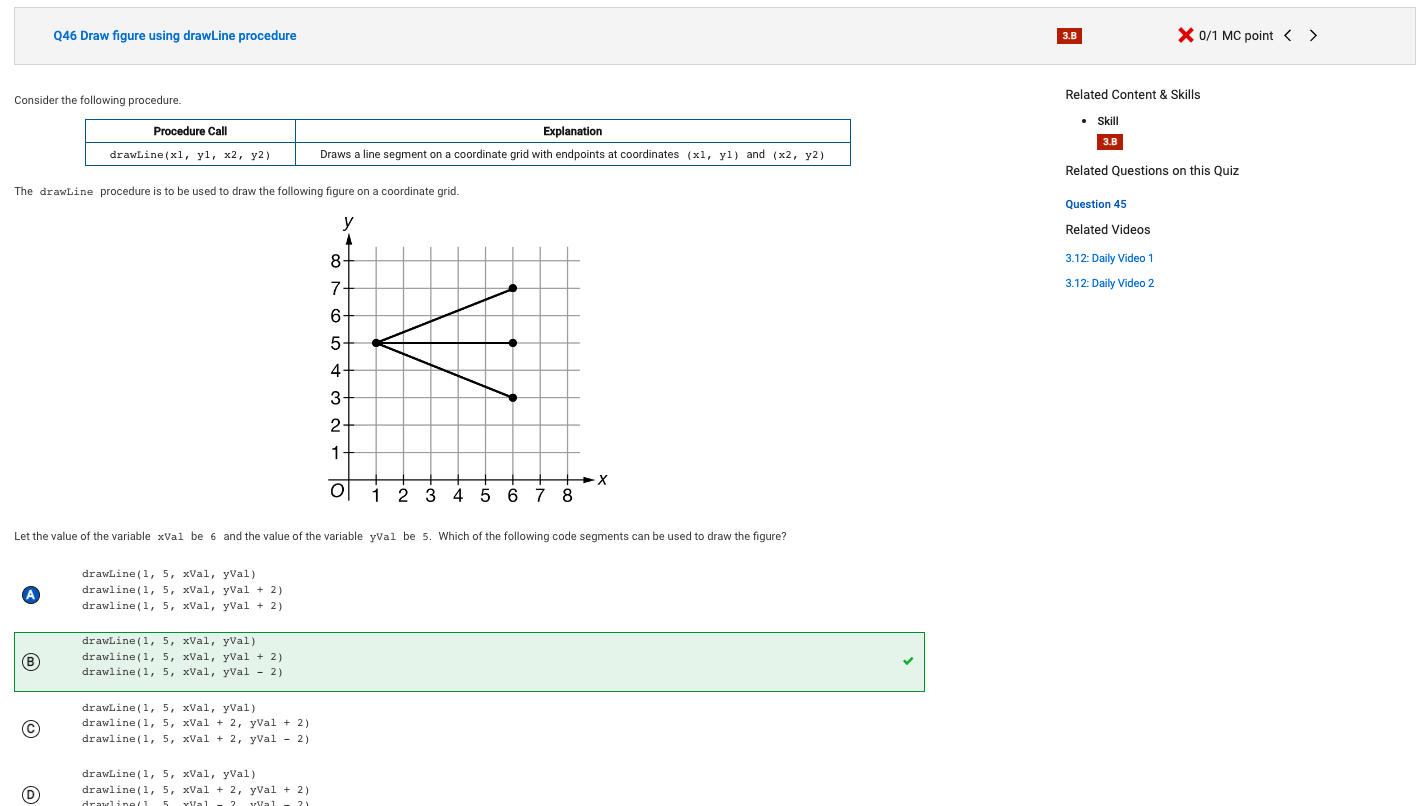 Q46 Draw figure using drawLine procedure
3.B
0/1 MC point
Consider the following procedure.
Procedure Call Explanation
drawLine(x1, y1, x2, y2) Draws a line segment on a coordinate grid with endpoints at coordinates (x1, y1) and (x2, y2)
The drawLine procedure is to be used to draw the following figure on a coordinate grid.
y
8
7
6
5
4
3
2
1
O 1 2 3 4 5 6 7 8 x
Let the value of the variable xVal be 6 and the value of the variable yVal be 5. Which of the following code segments can be used to draw the figure?
A
drawLine(1, 5, xVal, yVal)
drawline(1, 5, xVal, yVal + 2)
drawline(1, 5, xVal, yVal + 2)
B
drawLine(1, 5, xVal, yVal)
drawline(1, 5, xVal, yVal + 2)
drawline(1, 5, xVal, yVal - 2)
C
drawLine(1, 5, xVal, yVal)
drawline(1, 5, xVal + 2, yVal + 2)
drawline(1, 5, xVal + 2, yVal - 2)
D
drawLine(1, 5, xVal, yVal)
drawline(1, 5, xVal + 2, yVal + 2)
drawline(1, 5, xVal - 2, yVal - 2)
Related Content & Skills
Skill
3.B
Related Questions on this Quiz
Question 45
Related Videos
3.12: Daily Video 1
3.12: Daily Video 2